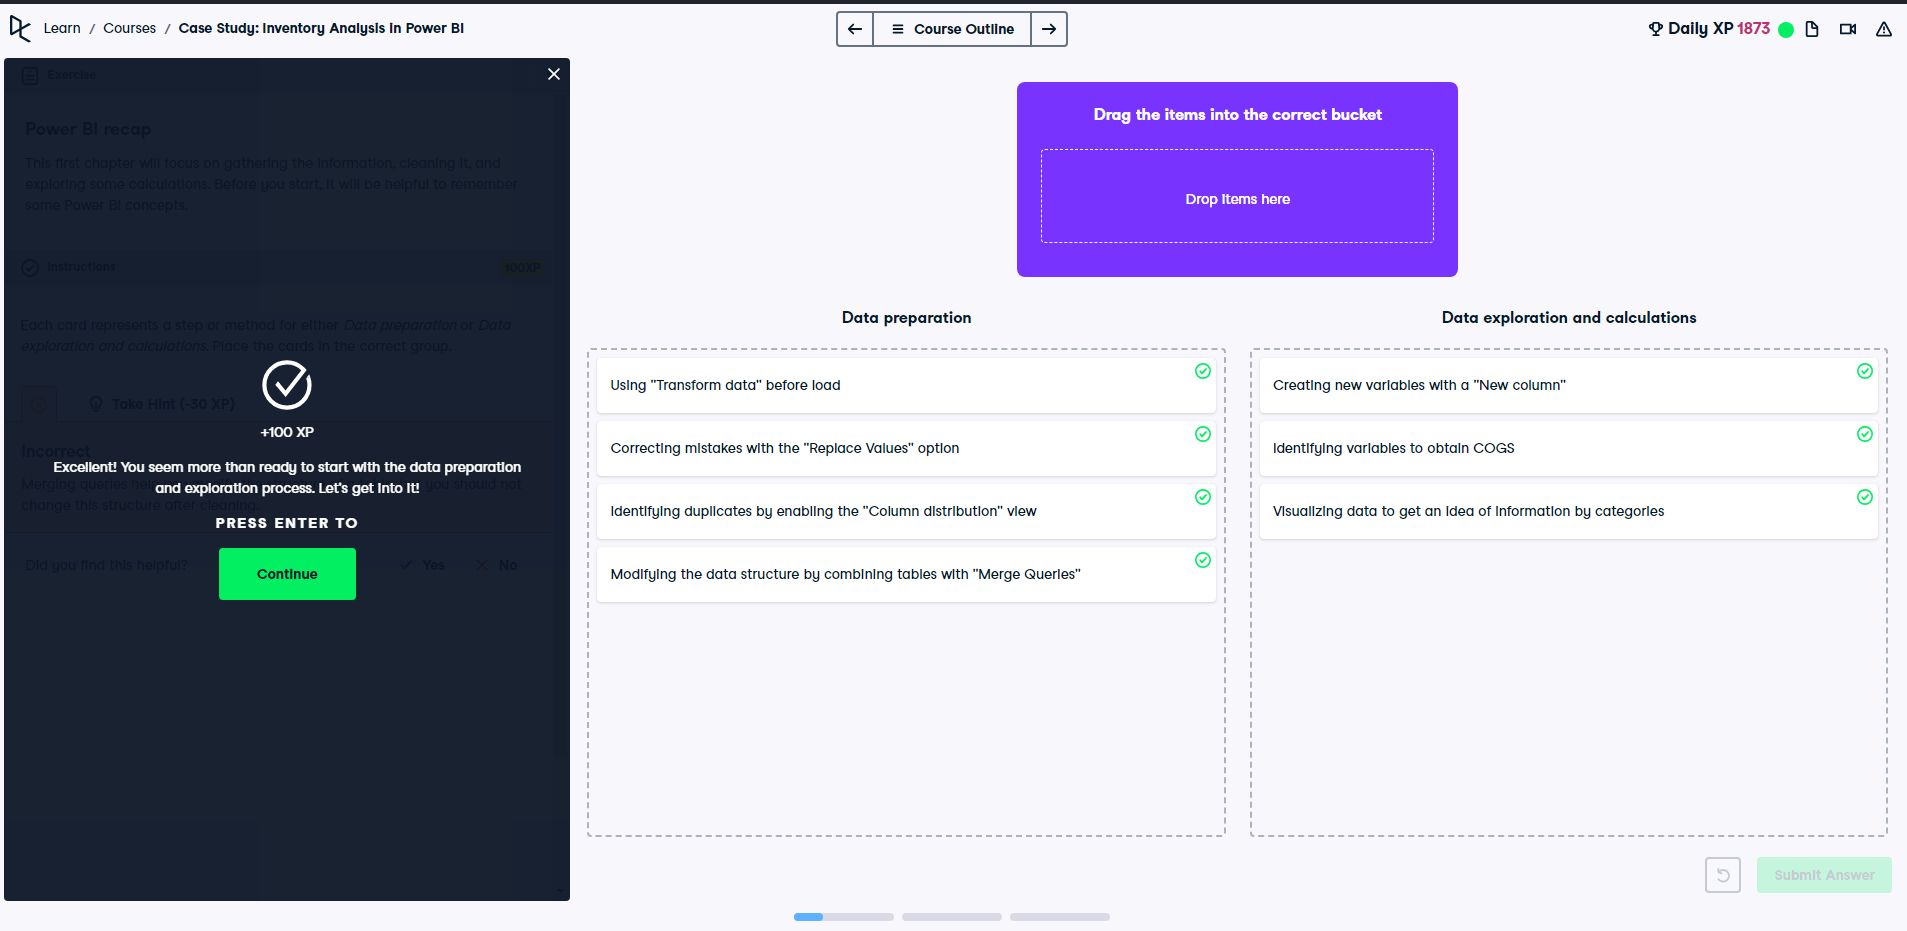 Learn / Courses / Case Study: Inventory Analysis in Power BI
Course Outline
Daily XP 1873
Exercise
Power BI recap
This first chapter will focus on gathering the information, cleaning it, and
exploring some calculations. Before you start, it will be helpful to remember
some Power BI concepts.
Instructions
100XP
Each card represents a step or method for either Data preparation or Data
exploration and calculations. Place the cards in the correct group.
Take Hint (-30 XP)
+100 XP
Incorrect
Excellent! You seem more than ready to start with the data preparation
and exploration process. Let's get into it!
Merging queries
you should not
change this structure after cleaning.
PRESS ENTER TO
Did you find this helpful?
Yes
No
Continue
Drag the items into the correct bucket
Drop items here
Data preparation
Using "Transform data" before load
Correcting mistakes with the "Replace Values" option
Identifying duplicates by enabling the "Column distribution" view
Modifying the data structure by combining tables with "Merge Queries"
Data exploration and calculations
Creating new variables with a "New column"
Identifying variables to obtain COGS
Visualizing data to get an idea of information by categories
Submit Answer